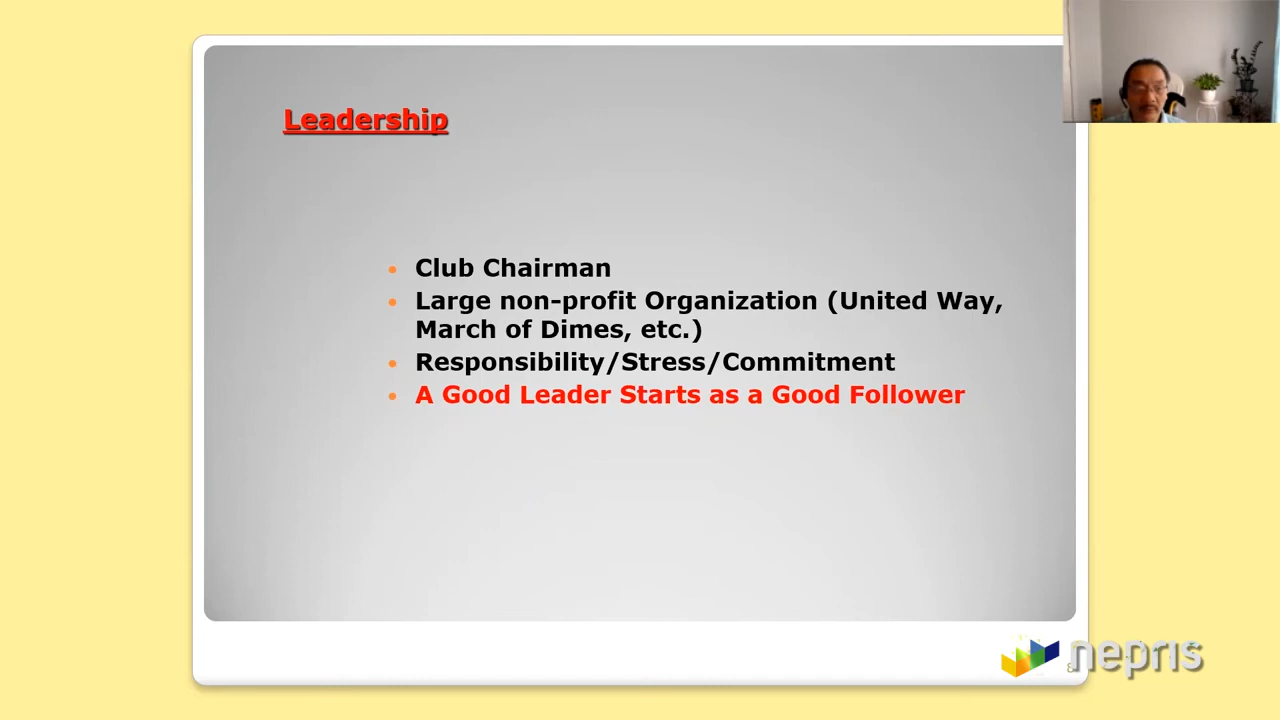 Leadership
Club Chairman
Large non-profit Organization (United Way,
March of Dimes, etc.)
Responsibility/Stress/Commitment
A Good Leader Starts as a Good Follower
nepris